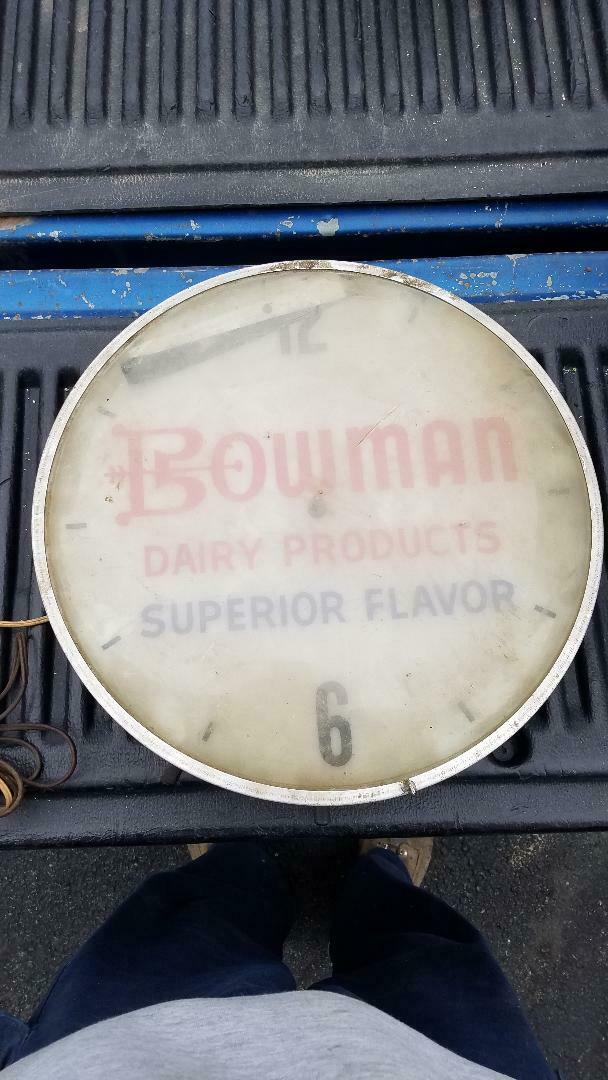 12
BOWMAN
DAIRY PRODUCTS
SUPERIOR FLAVOR
6